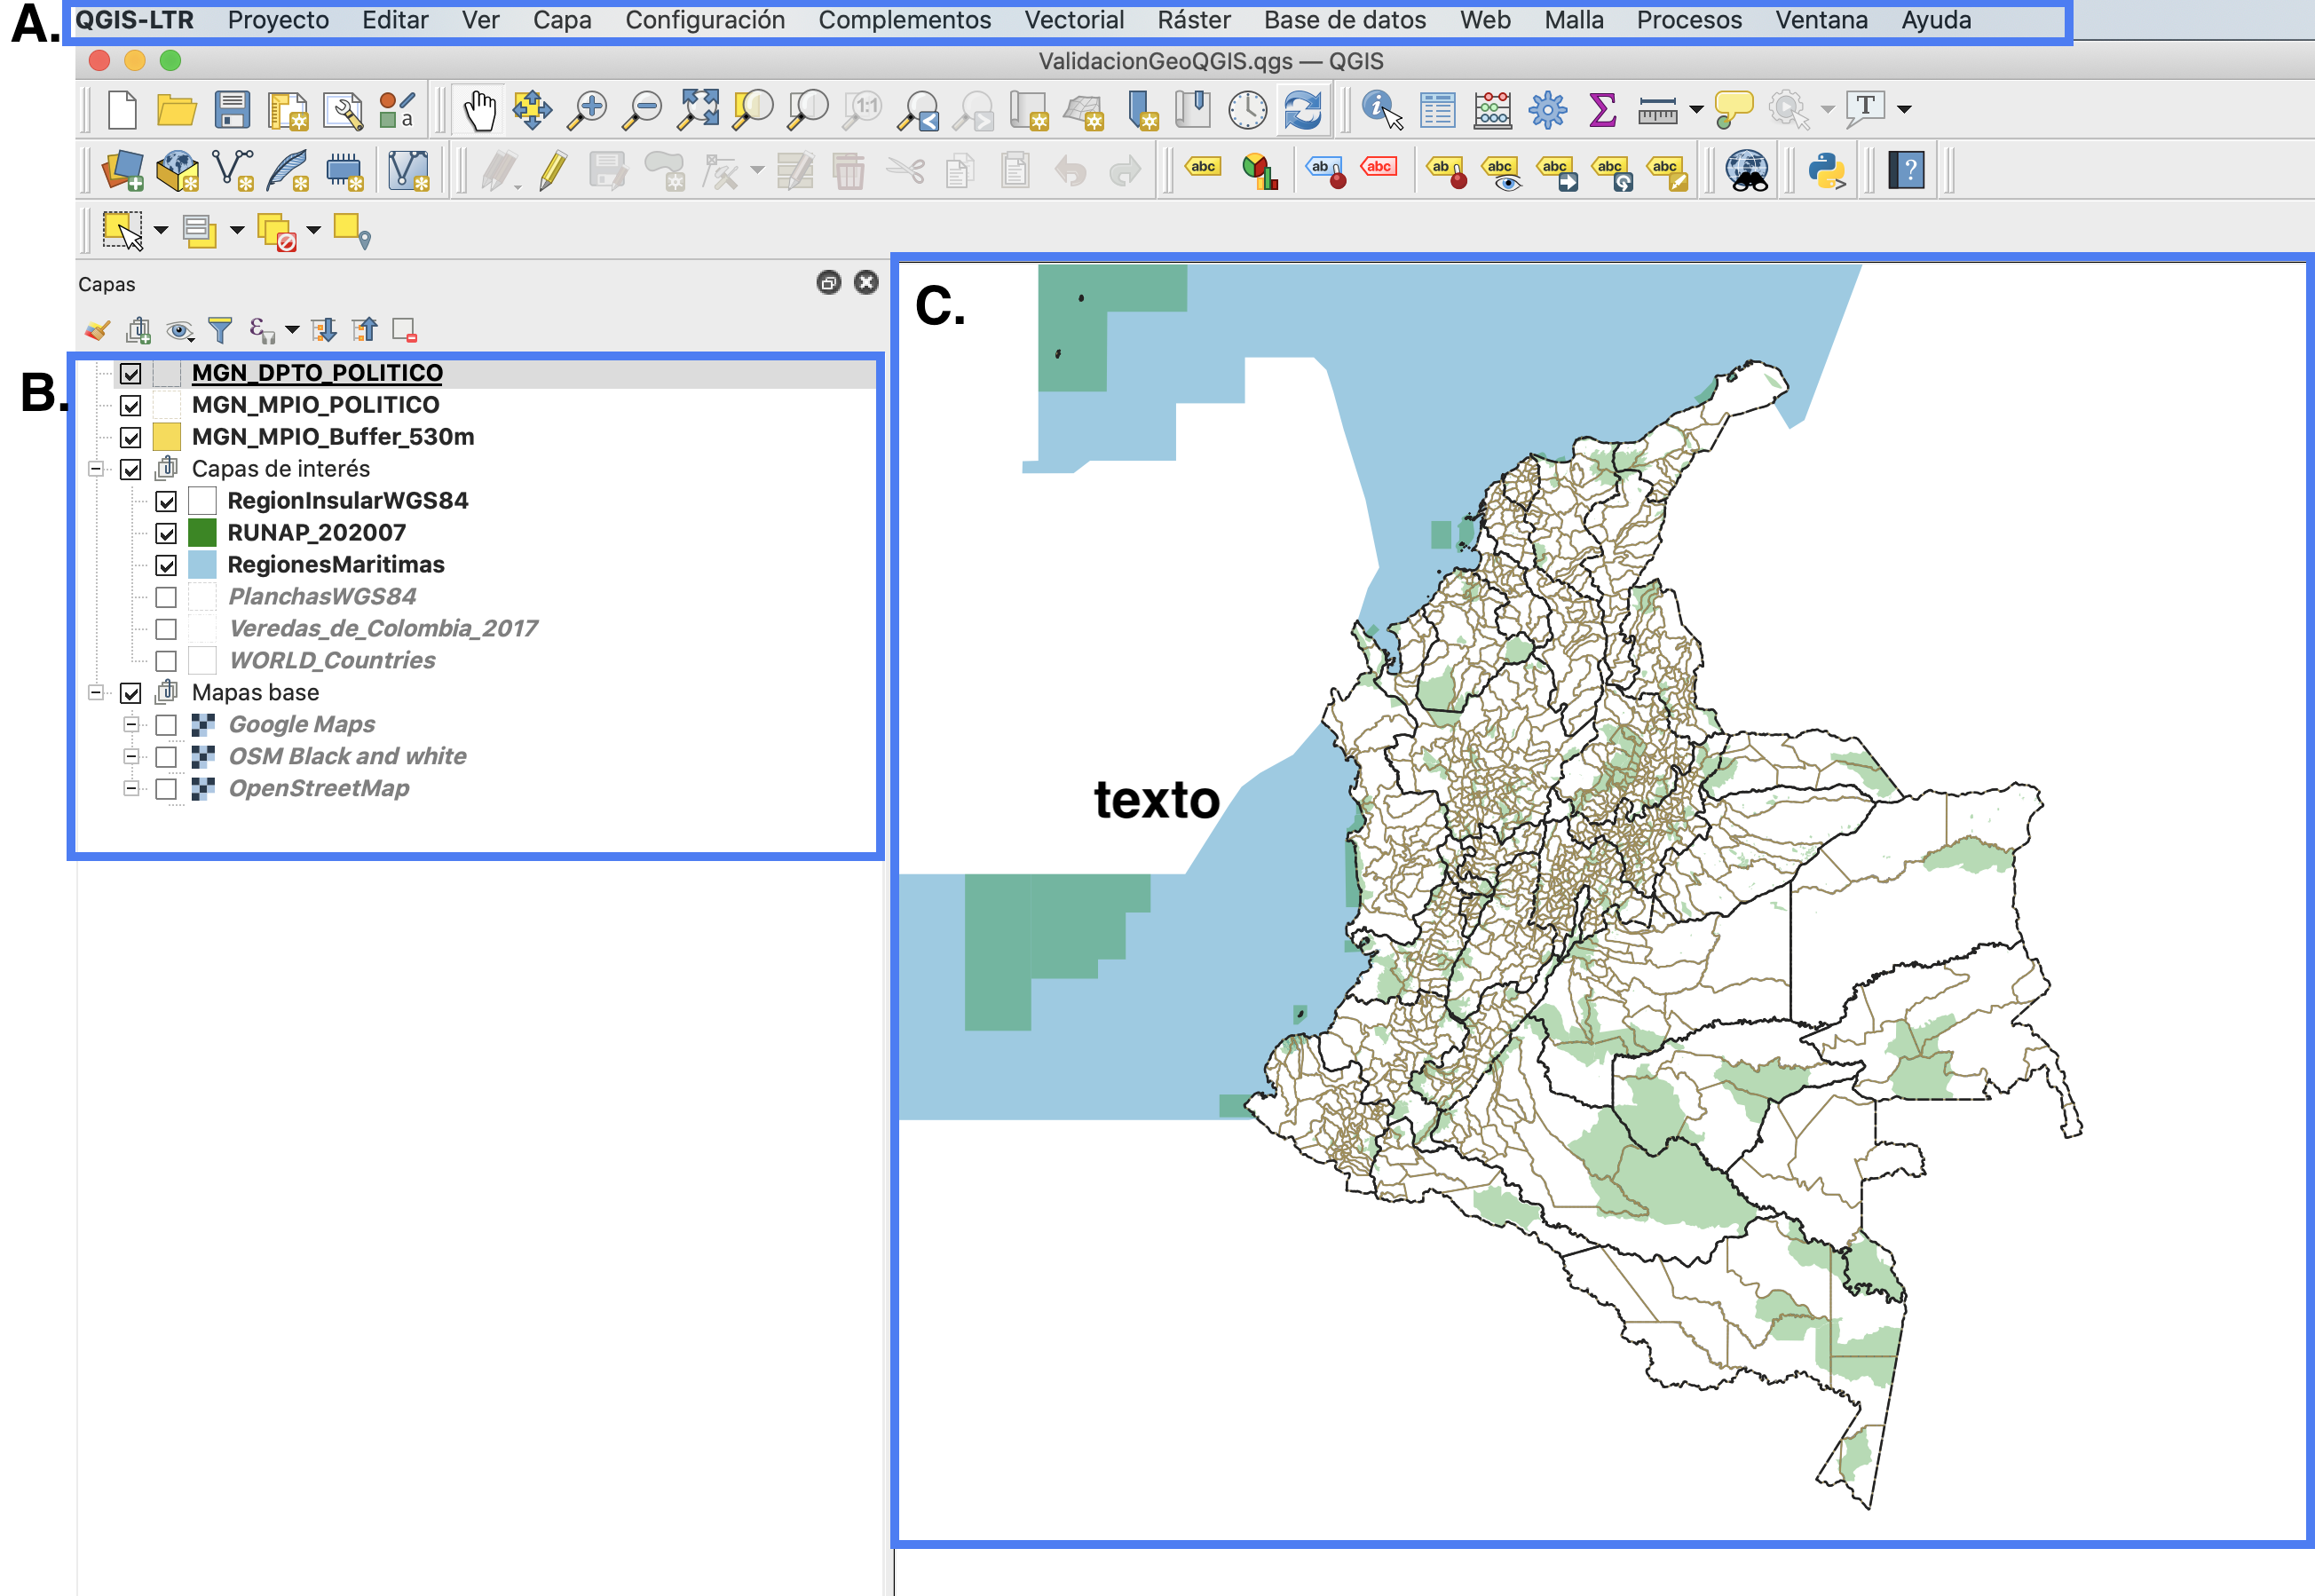 A.
QGIS-LTR Proyecto Editar Ver Capa Configuración Complementos Vectorial Ráster Base de datos Web Malla Procesos Ventana Ayuda
ValidacionGeoQGIS.qgs — QGIS
a 1:1 T
abc ab abc ab abc abc abc abc ?
Capas
B.
MGN_DPTO_POLITICO
MGN_MPIO_POLITICO
MGN_MPIO_Buffer_530m
Capas de interés
RegionInsularWGS84
RUNAP_202007
RegionesMaritimas
PlanchasWGS84
Veredas_de_Colombia_2017
WORLD_Countries
Mapas base
Google Maps
OSM Black and white
OpenStreetMap
C.
texto